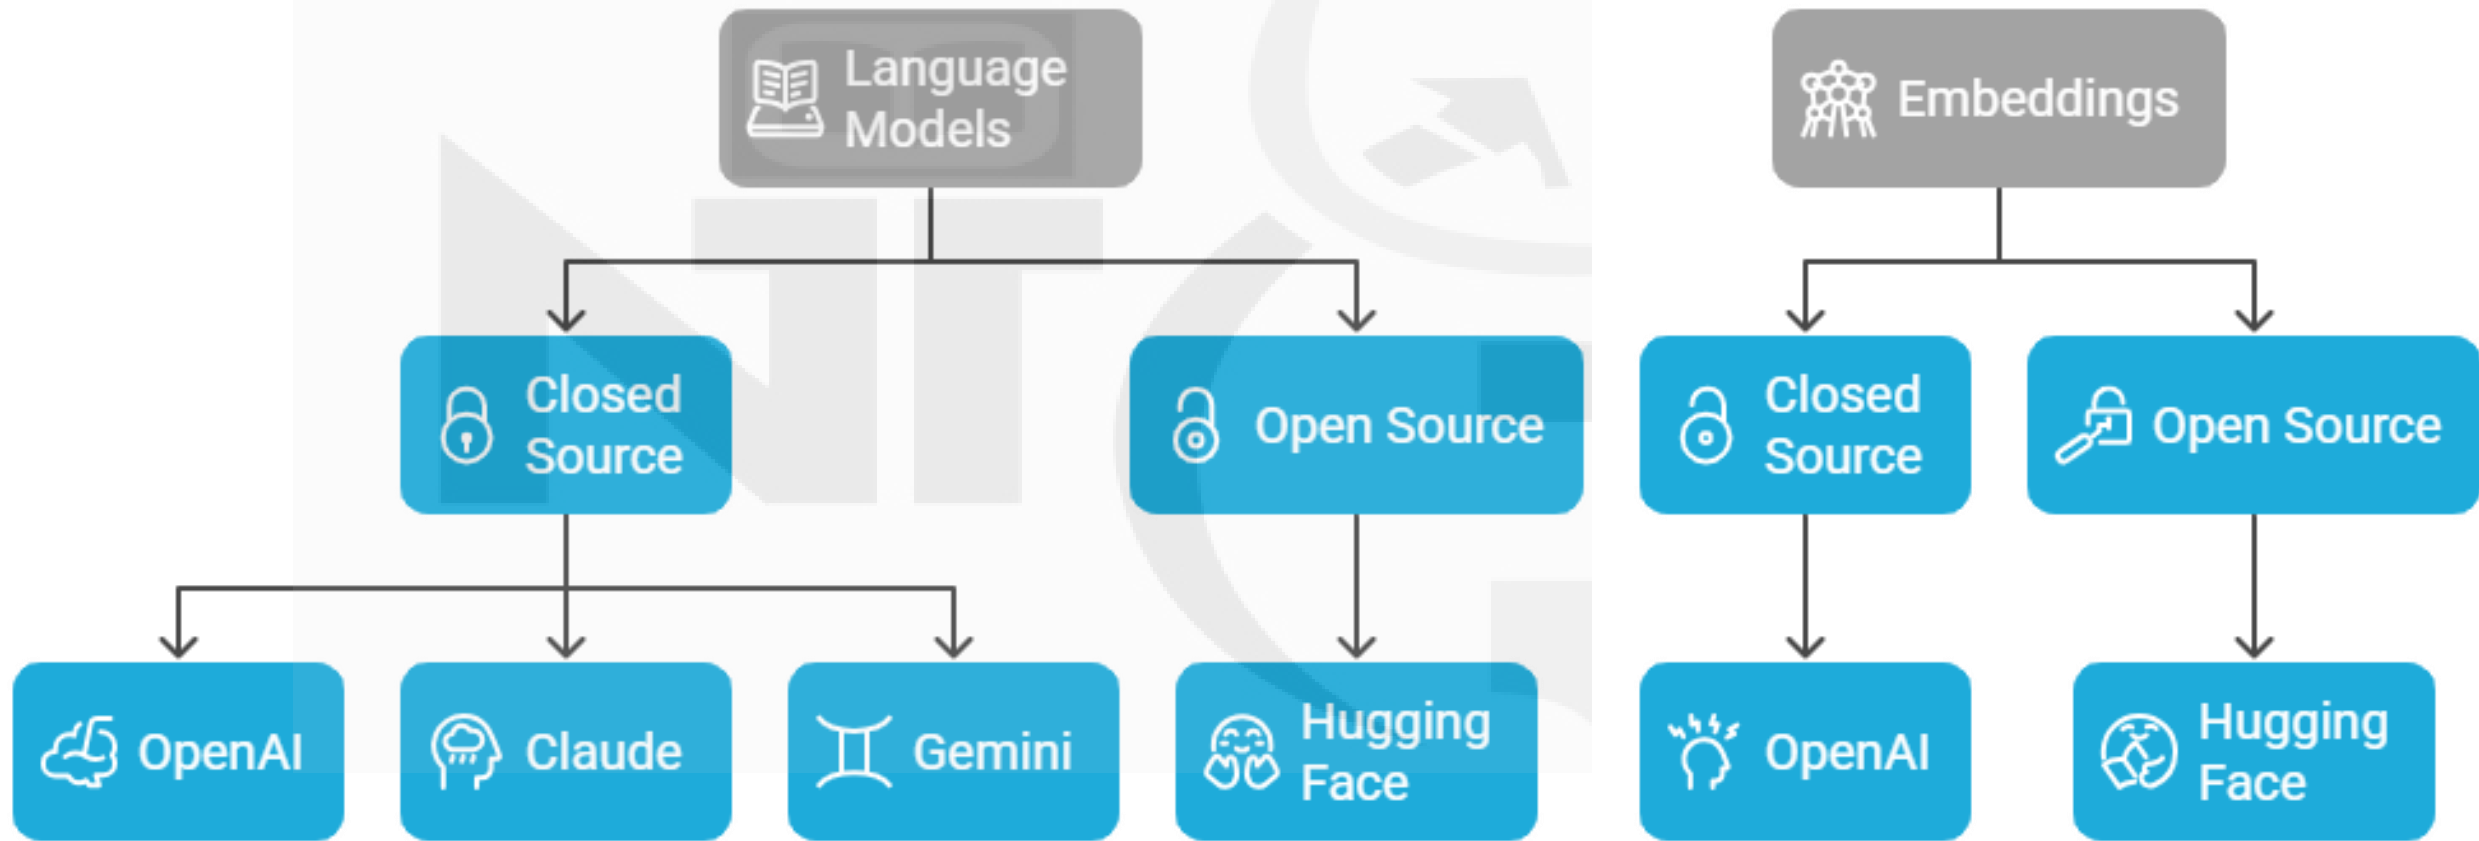 Language
Models
Embeddings
Closed
Source
Open Source
Closed
Source
Open Source
OpenAI
Claude
Gemini
Hugging
Face
OpenAI
Hugging
Face